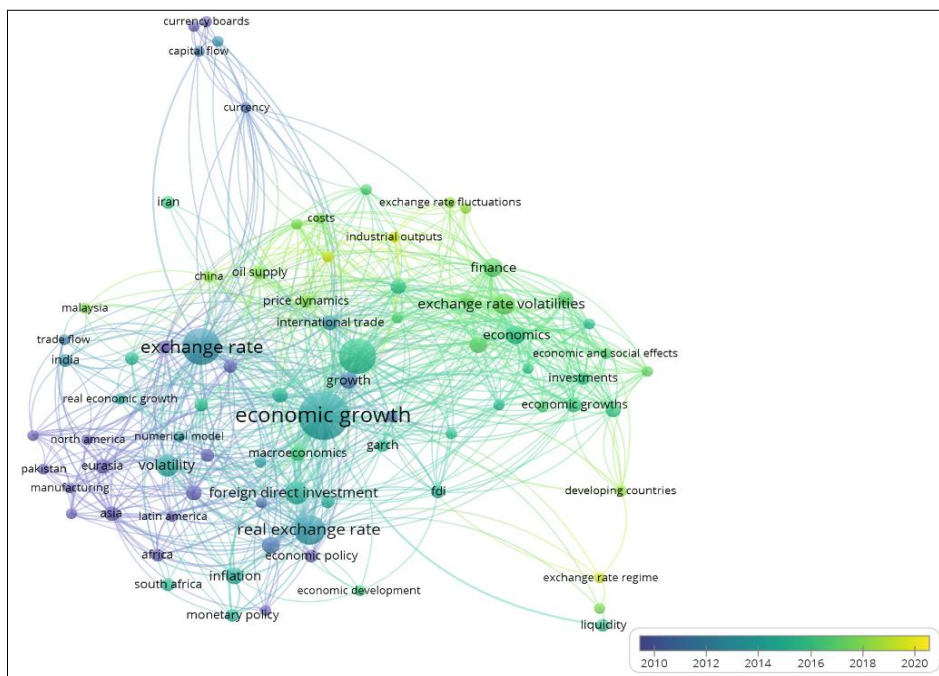 currency boards
capital flow
currency
iran
exchange rate fluctuations
costs
industrial outputs
china
oil supply
finance
malaysia
price dynamics
exchange rate volatilities
international trade
trade flow
exchange rate
economics
india
economic and social effects
growth
investments
real economic growth
economic growths
economic growth
north america
numerical model
garch
macroeconomics
pakistan
eurasia
volatility
manufacturing
foreign direct investment
fdi
developing countries
asia
latin america
real exchange rate
africa
economic policy
south africa
inflation
economic development
exchange rate regime
monetary policy
liquidity
2010 2012 2014 2016 2018 2020